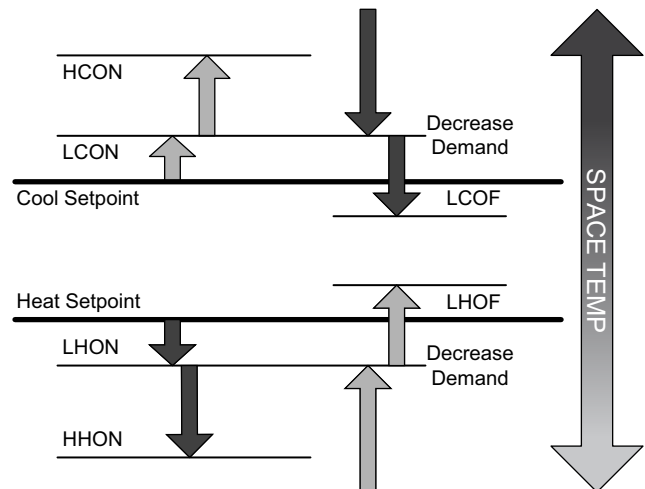 HCON
Decrease
Demand
LCON
Cool Setpoint
LCOF
Heat Setpoint
LHOF
LHON
Decrease
Demand
HHON
SPACE TEMP